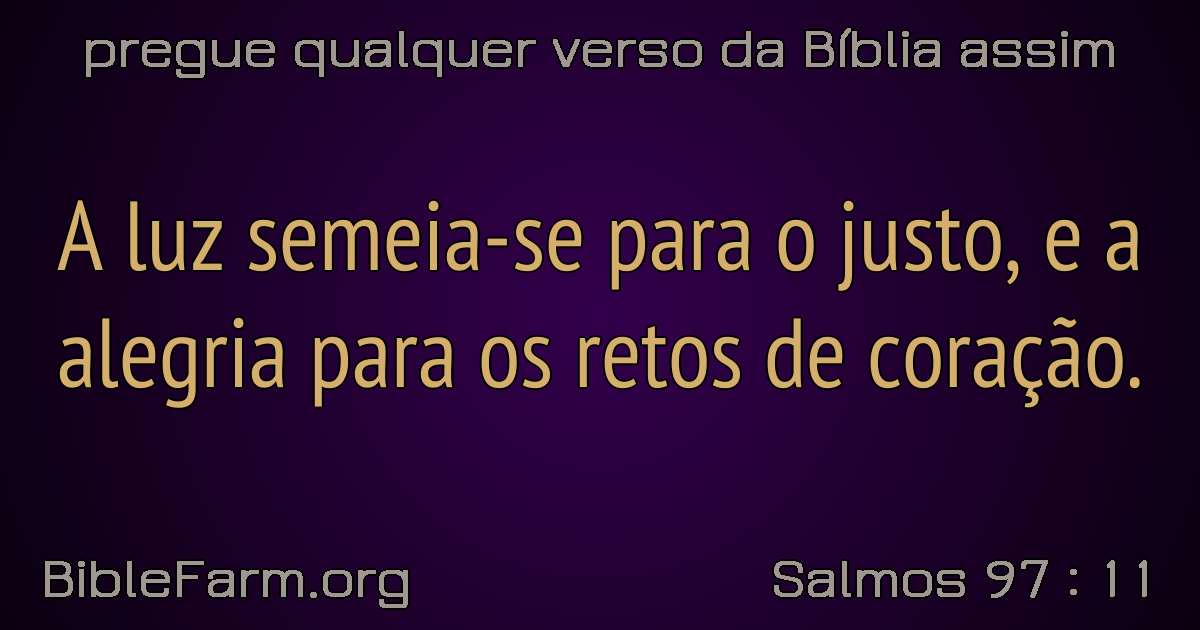 pregue qualquer verso da Bíblia assim
A luz semeia-se para o justo, e a
alegria para os retos de coração.
BibleFarm.org
Salmos 97 : 11